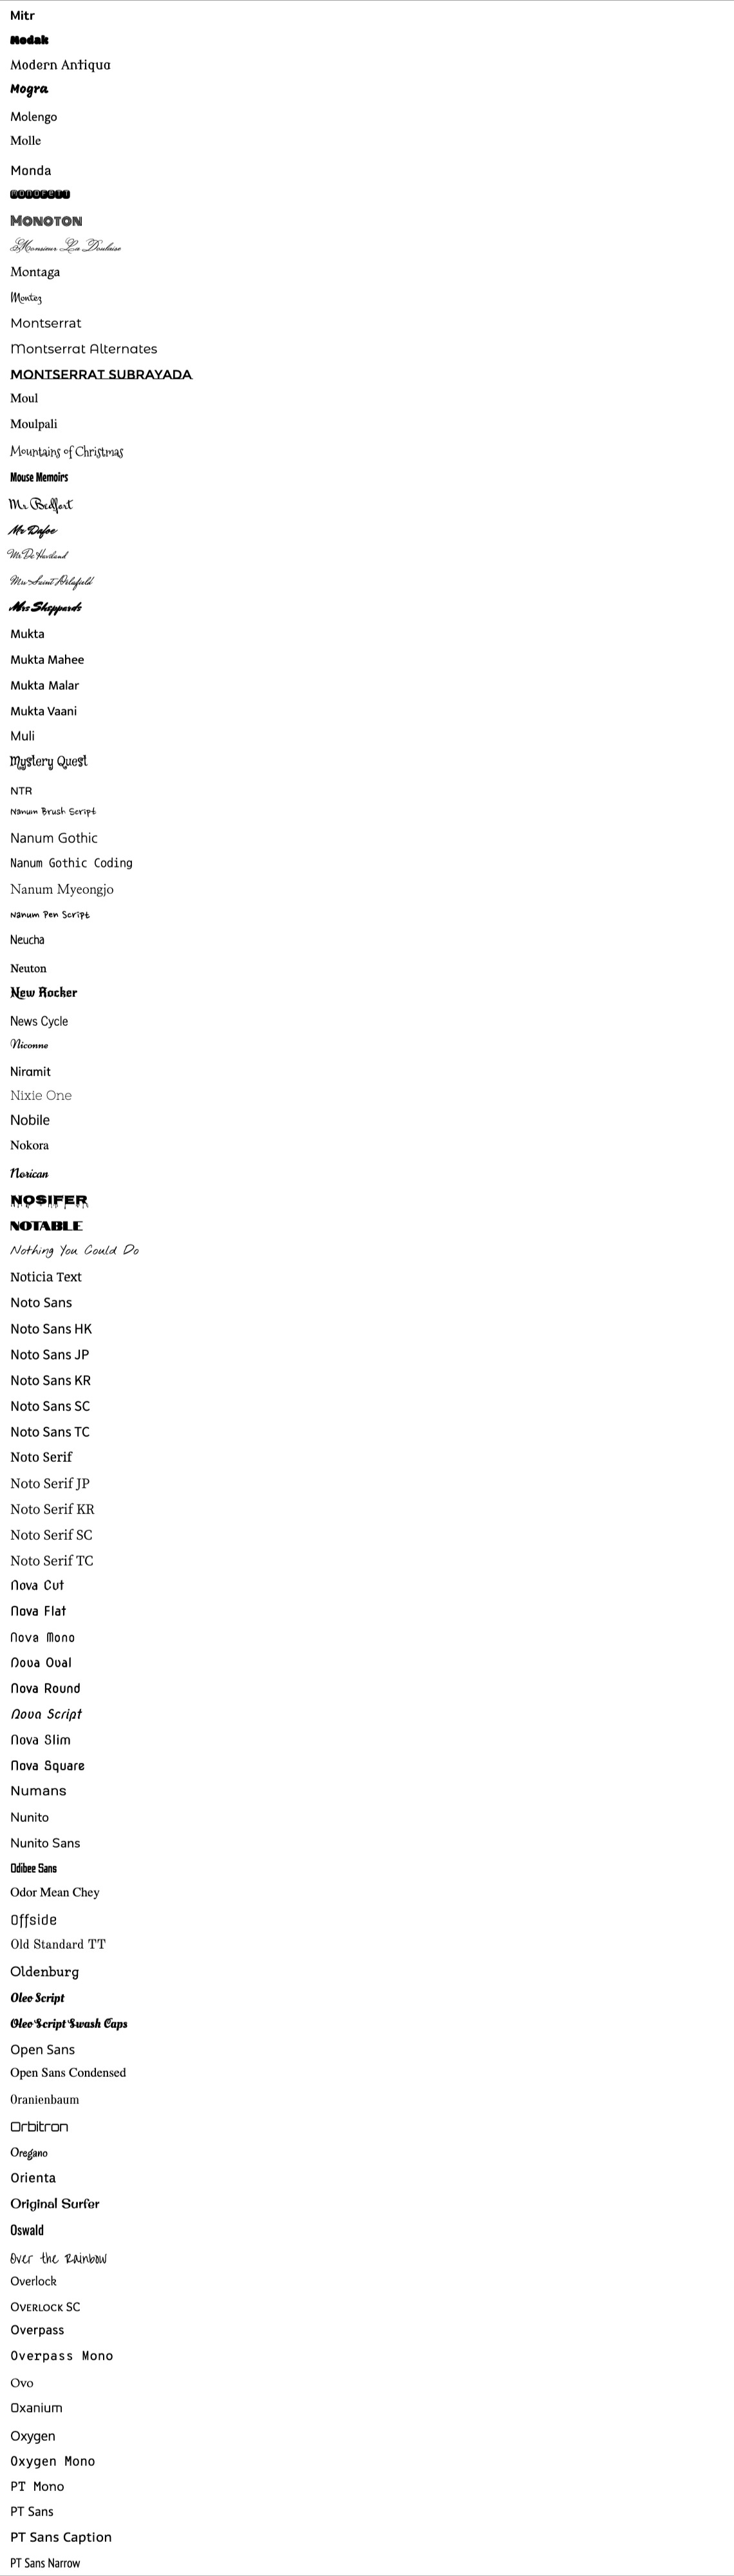 Mitr
Modak
Modern Antiqua
Mogra
Molengo
Molle
Monda
MONOFETT
MONOTON
Monsieur La Doulaise
Montaga
Montez
Montserrat
Montserrat Alternates
MONTSERRAT SUBRAYADA
Moul
Moulpali
Mountains of Christmas
Mouse Memoirs
Mr Bedfort
Mr Dafoe
Mr De Haviland
Mrs Saint Delafield
Mrs Sheppards
Mukta
Mukta Mahee
Mukta Malar
Mukta Vaani
Muli
Mystery Quest
NTR
Nanum Brush Script
Nanum Gothic
Nanum Gothic Coding
Nanum Myeongjo
Nanum Pen Script
Neucha
Neuton
New Rocker
News Cycle
Niconne
Niramit
Nixie One
Nobile
Nokora
Norican
NOSIFER
NOTABLE
Nothing You Could Do
Noticia Text
Noto Sans
Noto Sans HK
Noto Sans JP
Noto Sans KR
Noto Sans SC
Noto Sans TC
Noto Serif
Noto Serif JP
Noto Serif KR
Noto Serif SC
Noto Serif TC
Nova Cut
Nova Flat
Nova Mono
Nova Oval
Nova Round
Nova Script
Nova Slim
Nova Square
Numans
Nunito
Nunito Sans
Odibee Sans
Odor Mean Chey
Offside
Old Standard TT
Oldenburg
Oleo Script
Oleo Script Swash Caps
Open Sans
Open Sans Condensed
Oranienbaum
Orbitron
Oregano
Orienta
Original Surfer
Oswald
Over the Rainbow
Overlock
Overlock SC
Overpass
Overpass Mono
Ovo
Oxanium
Oxygen
Oxygen Mono
PT Mono
PT Sans
PT Sans Caption
PT Sans Narrow